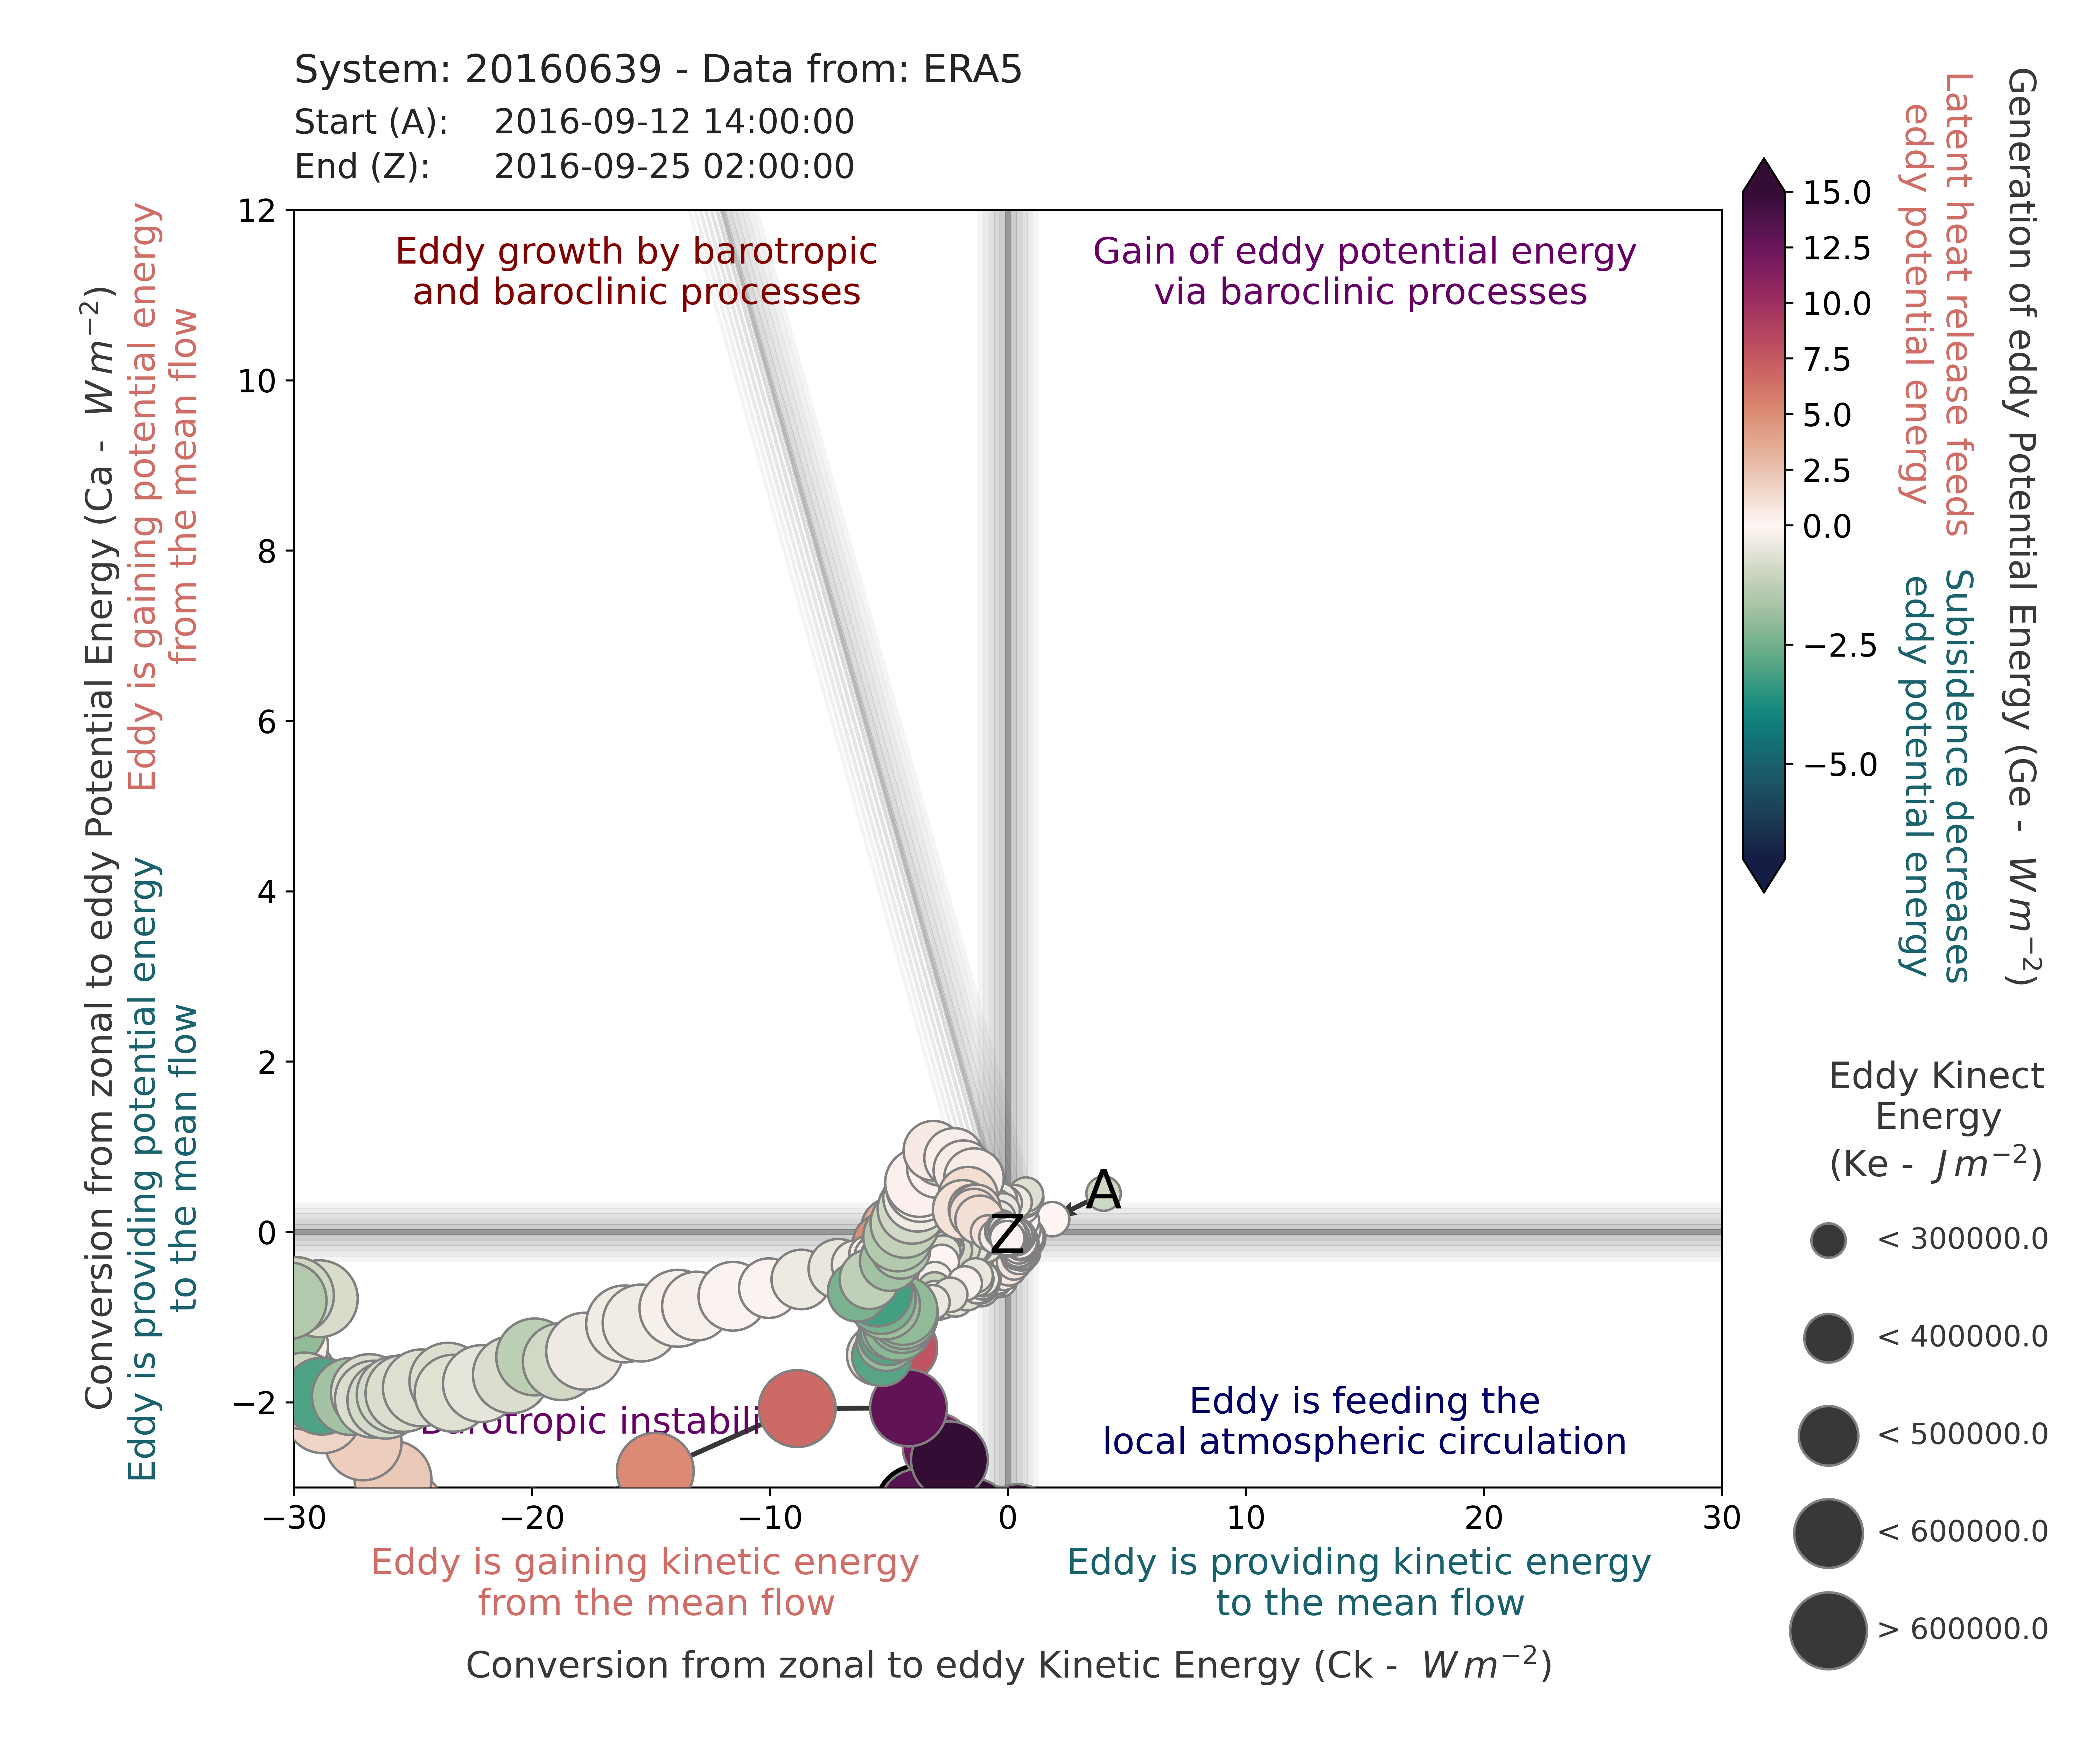 System: 20160639 - Data from: ERA5
Start (A): 2016-09-12 14:00:00
End (Z): 2016-09-25 02:00:00
Conversion from zonal to eddy Potential Energy (Ca - W m⁻²)
Eddy is gaining potential energy
from the mean flow
Eddy is providing potential energy
to the mean flow
12
10
8
6
4
2
0
−2
Eddy growth by barotropic
and baroclinic processes
Gain of eddy potential energy
via baroclinic processes
A
Z
instabili
Eddy is feeding the
local atmospheric circulation
−30
−20
−10
0
10
20
30
Eddy is gaining kinetic energy
from the mean flow
Eddy is providing kinetic energy
to the mean flow
Conversion from zonal to eddy Kinetic Energy (Ck - W m⁻²)
15.0
12.5
10.0
7.5
5.0
2.5
0.0
−2.5
−5.0
Latent heat release feeds
eddy potential energy
Subisidence decreases
eddy potential energy
Generation of eddy Potential Energy (Ge - W m⁻²)
Eddy Kinect
Energy
(Ke - J m⁻²)
< 300000.0
< 400000.0
< 500000.0
< 600000.0
> 600000.0